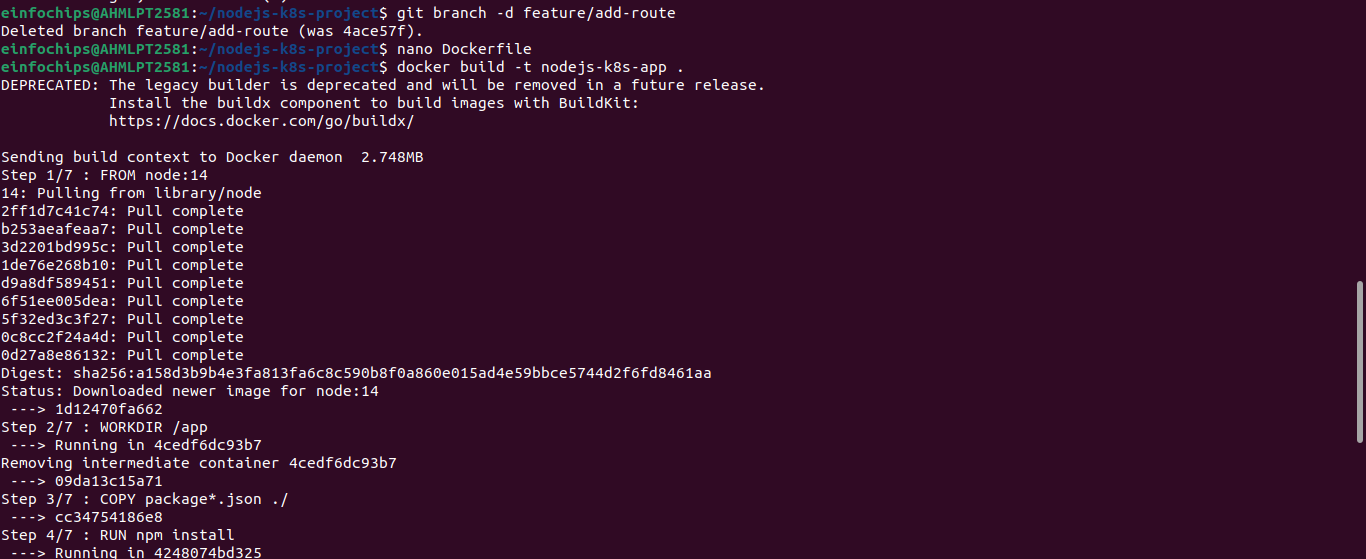 einfochips@AHMLPT2581:~/nodejs-k8s-project$ git branch -d feature/add-route
Deleted branch feature/add-route (was 4ace57f).
einfochips@AHMLPT2581:~/nodejs-k8s-project$ nano Dockerfile
einfochips@AHMLPT2581:~/nodejs-k8s-project$ docker build -t nodejs-k8s-app .
DEPRECATED: The legacy builder is deprecated and will be removed in a future release.
            Install the buildx component to build images with BuildKit:
            https://docs.docker.com/go/buildx/

Sending build context to Docker daemon  2.748MB
Step 1/7 : FROM node:14
14: Pulling from library/node
2ff1d7c41c74: Pull complete
b253aeafeaa7: Pull complete
3d2201bd995c: Pull complete
1de76e268b10: Pull complete
d9a8df589451: Pull complete
6f51ee005dea: Pull complete
5f32ed3c3f27: Pull complete
0c8cc2f24a4d: Pull complete
0d27a8e86132: Pull complete
Digest: sha256:a158d3b9b4e3fa813fa6c8c590b8f0a860e015ad4e59bbce5744d2f6fd8461aa
Status: Downloaded newer image for node:14
 ---> 1d12470fa662
Step 2/7 : WORKDIR /app
 ---> Running in 4cedf6dc93b7
Removing intermediate container 4cedf6dc93b7
 ---> 09da13c15a71
Step 3/7 : COPY package*.json ./
 ---> cc34754186e8
Step 4/7 : RUN npm install
 ---> Running in 4248074bd325